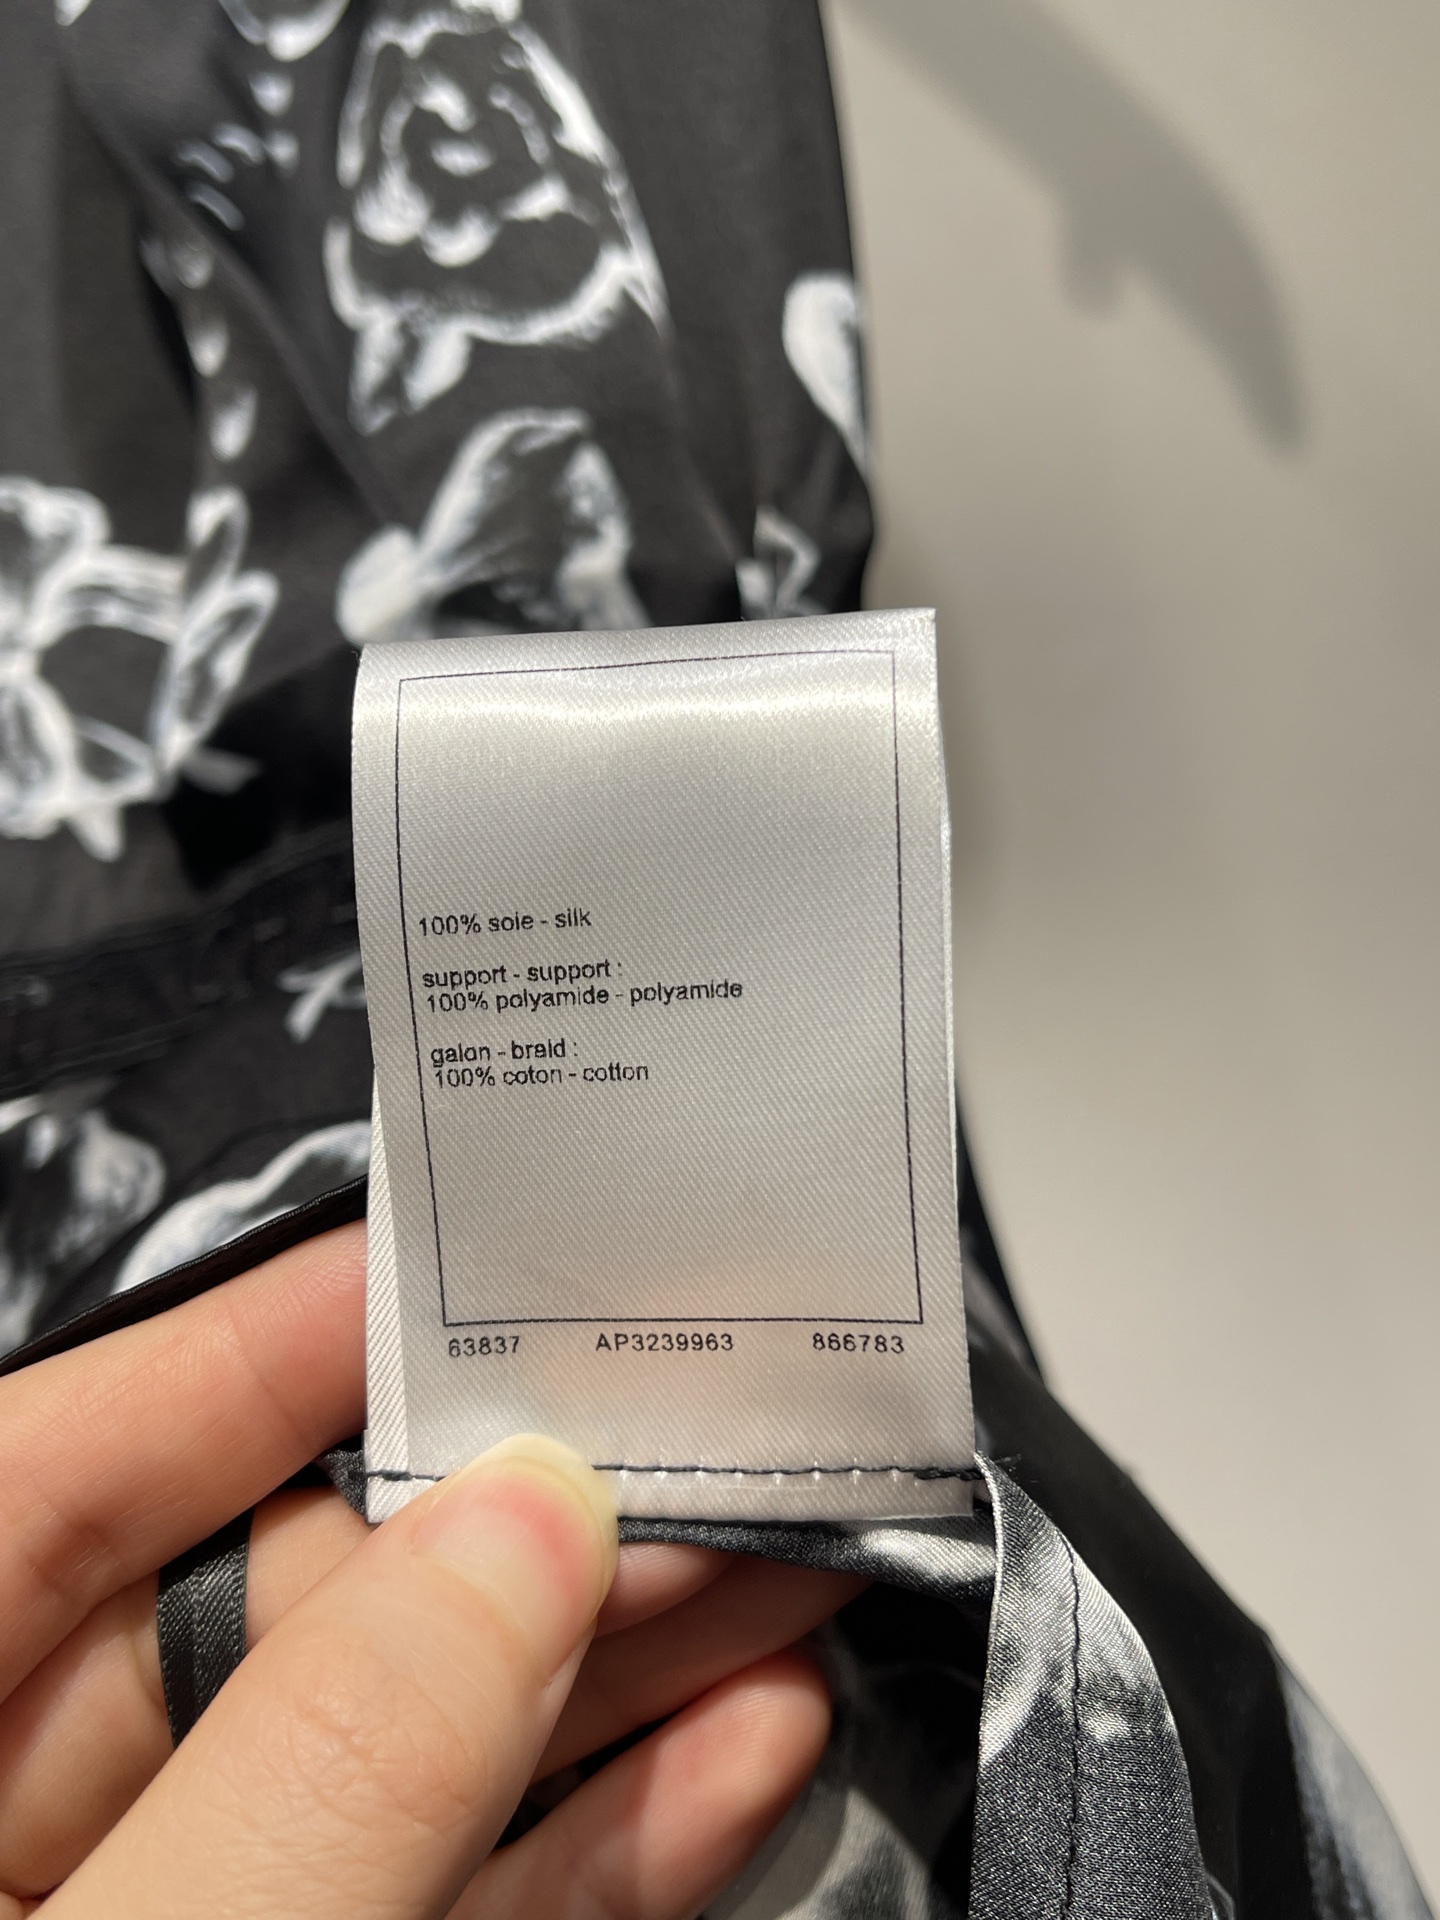 100% soie - silk
support - support :
100% polyamide - polyamide
galon - braid :
100% coton - cotton
63837 AP3239963 866783